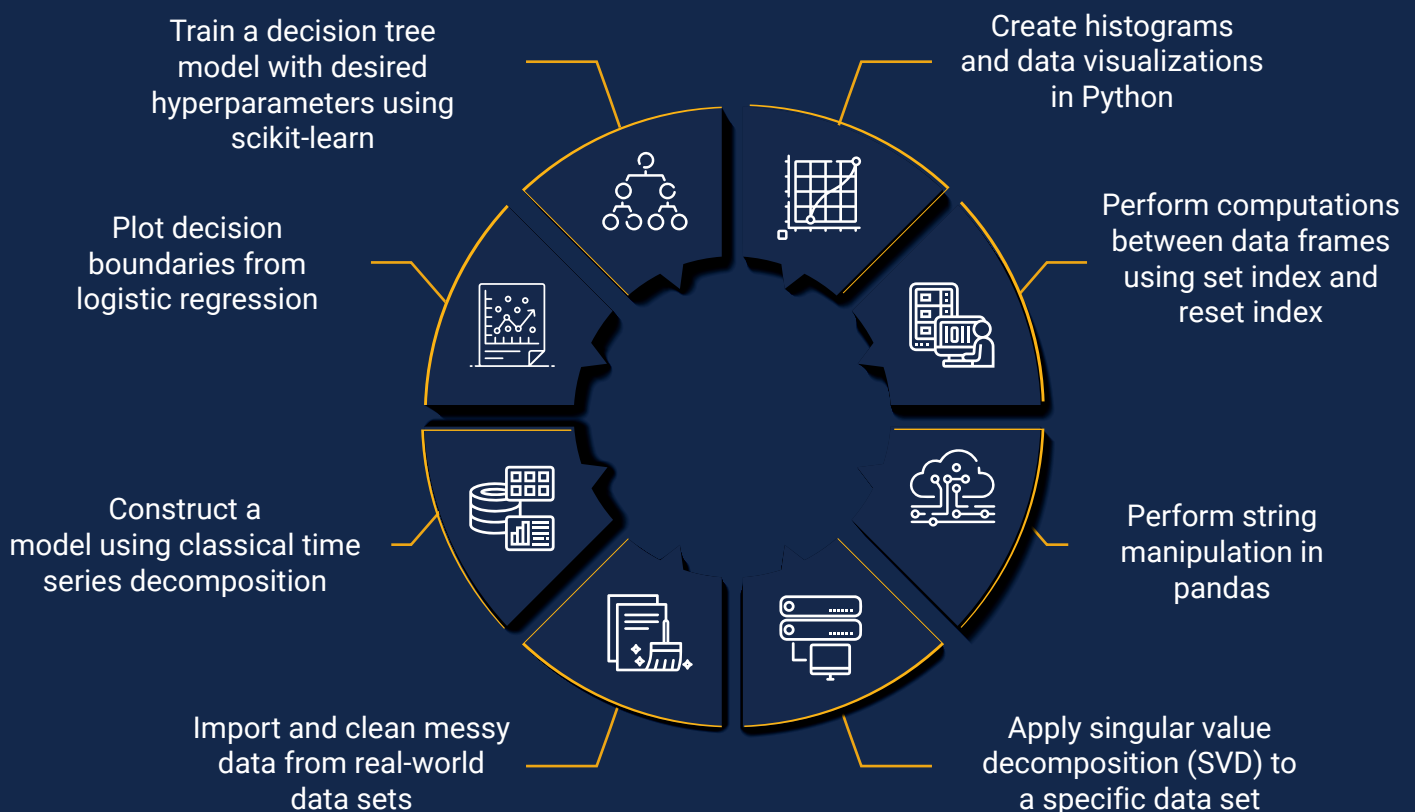 Train a decision tree
model with desired
hyperparameters using
scikit-learn
Create histograms
and data visualizations
in Python
Plot decision
boundaries from
logistic regression
Perform computations
between data frames
using set index and
reset index
Construct a
model using classical time
series decomposition
Perform string
manipulation in
pandas
Import and clean messy
data from real-world
data sets
Apply singular value
decomposition (SVD) to
a specific data set